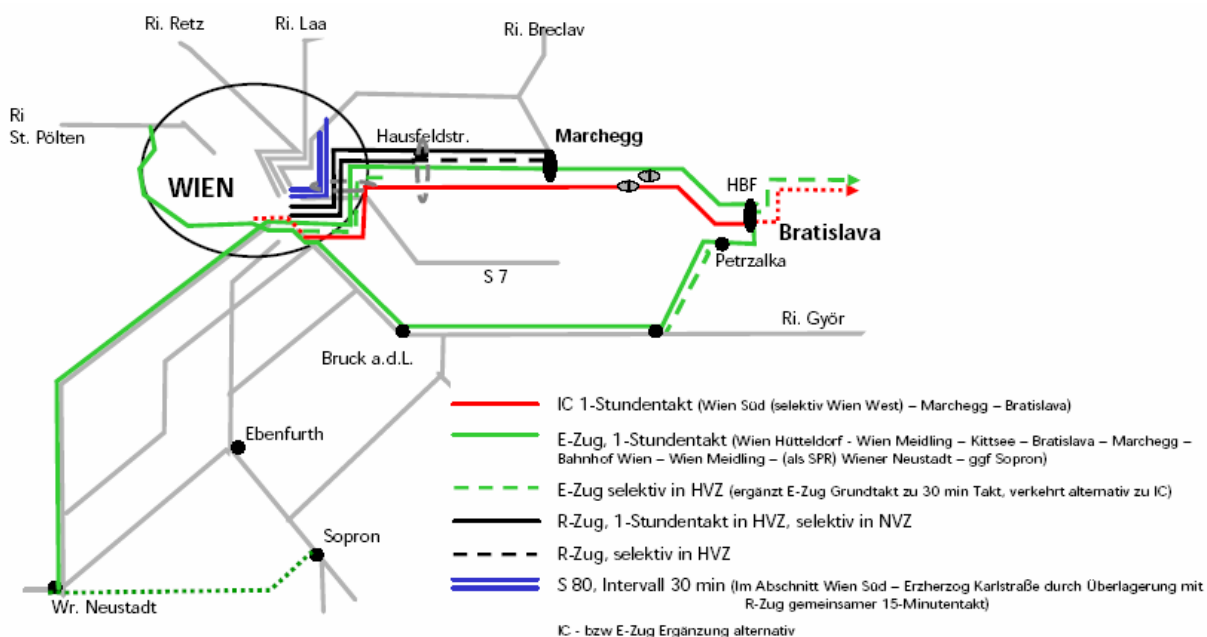 Ri. Retz
Ri. Laa
Ri. Breclav
Ri
St. Pölten
Hausfeldstr.
Marchegg
WIEN
HBF
Bratislava
Petrzalka
S 7
Ri. Györ
Bruck a.d.L.
Ebenfurth
Sopron
Wr. Neustadt
IC 1-Stundentakt (Wien Süd (selektiv Wien West) – Marchegg – Bratislava)
E-Zug, 1-Stundentakt (Wien Hütteldorf - Wien Meidling – Kittsee – Bratislava – Marchegg –
Bahnhof Wien – Wien Meidling – (als SPR) Wiener Neustadt – ggf Sopron)
E-Zug selektiv in HVZ (ergänzt E-Zug Grundtakt zu 30 min Takt, verkehrt alternativ zu IC)
R-Zug, 1-Stundentakt in HVZ, selektiv in NVZ
R-Zug, selektiv in HVZ
S 80, Intervall 30 min (Im Abschnitt Wien Süd – Erzherzog Karlstraße durch Überlagerung mit
R-Zug gemeinsamer 15-Minutentakt)
IC - bzw E-Zug Ergänzung alternativ